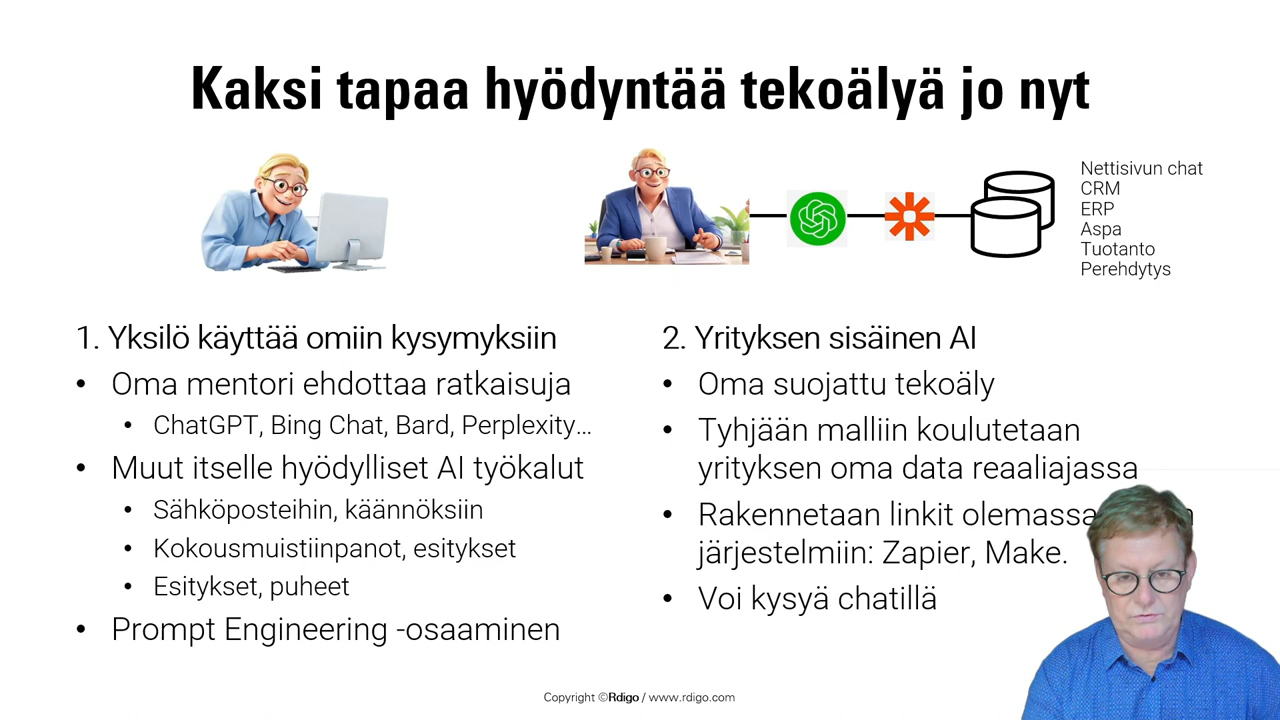 Kaksi tapaa hyödyntää tekoälyä jo nyt
Nettisivun chat
CRM
ERP
Aspa
Tuotanto
Perehdytys
1. Yksilö käyttää omiin kysymyksiin
• Oma mentori ehdottaa ratkaisuja
• ChatGPT, Bing Chat, Bard, Perplexity...
• Muut itselle hyödylliset AI työkalut
• Sähköposteihin, käännöksiin
• Kokousmuistiinpanot, esitykset
• Esitykset, puheet
• Prompt Engineering -osaaminen
2. Yrityksen sisäinen AI
• Oma suojattu tekoäly
• Tyhjään malliin koulutetaan
yrityksen oma data reaaliajassa
• Rakennetaan linkit olemassa
järjestelmiin: Zapier, Make.
• Voi kysyä chatillä
Copyright ©Rdigo / www.rdigo.com